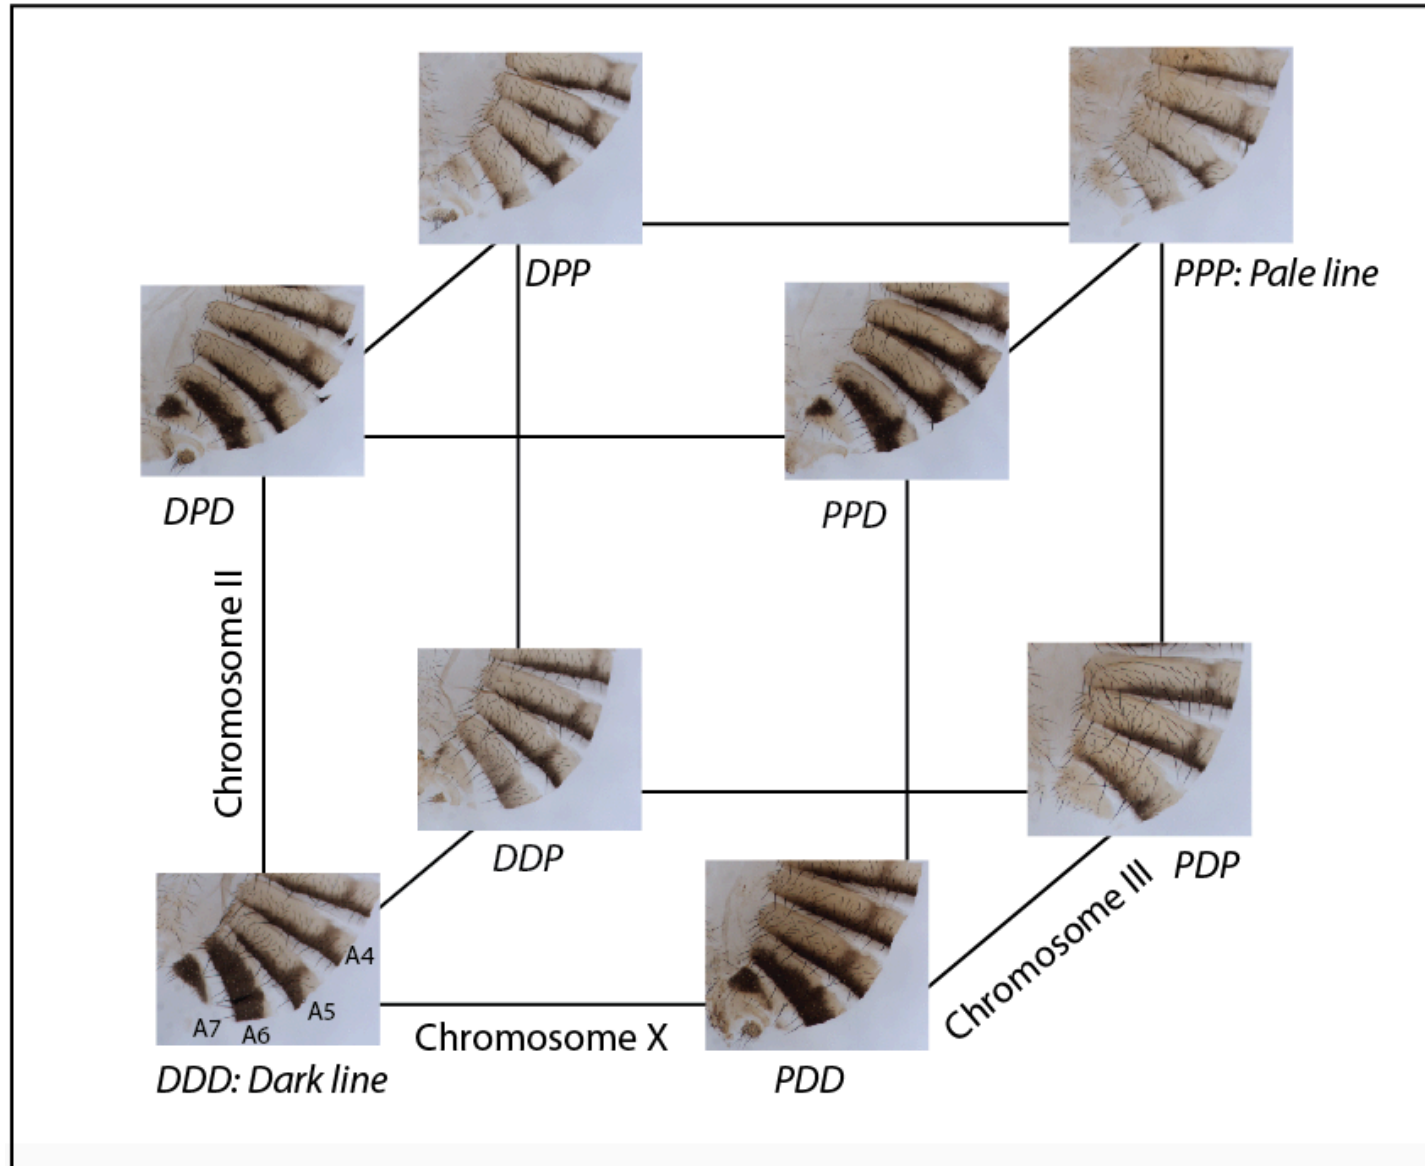 DPP
PPP: Pale line
DPD
PPD
Chromosome II
DDP
PDP
Chromosome III
A4
A5
A7
A6
Chromosome X
DDD: Dark line
PDD